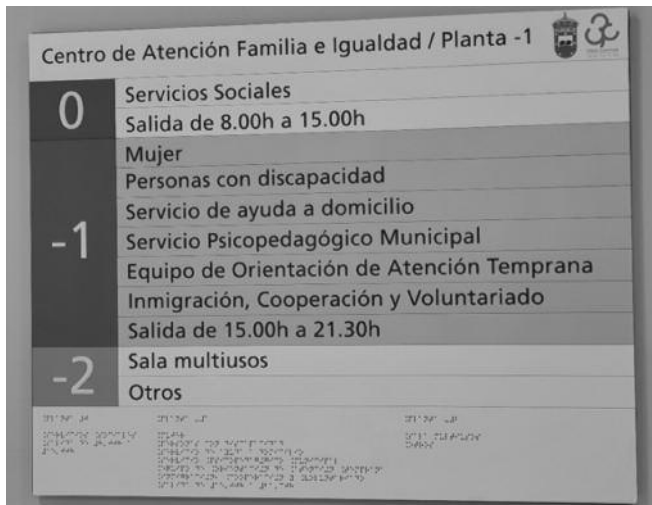 Centro de Atención Familia e Igualdad / Planta -1
0
Servicios Sociales
Salida de 8.00h a 15.00h
-1
Mujer
Personas con discapacidad
Servicio de ayuda a domicilio
Servicio Psicopedagógico Municipal
Equipo de Orientación de Atención Temprana
Inmigración, Cooperación y Voluntariado
Salida de 15.00h a 21.30h
-2
Sala multiusos
Otros